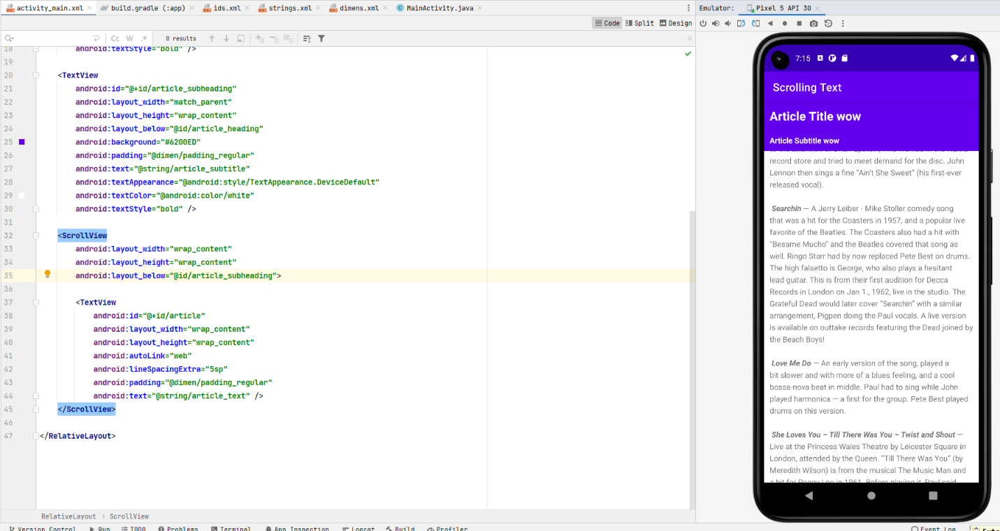 activity_main.xml
build.gradle (:app)
ids.xml
strings.xml
dimens.xml
MainActivity.java
Emulator:
Pixel 5 API 30
Code
Split
Design
Cc
W
.*
0 results
18 android:textStyle="bold" />
19
20 <TextView
21 android:id="@+id/article_subheading"
22 android:layout_width="match_parent"
23 android:layout_height="wrap_content"
24 android:layout_below="@id/article_heading"
25 android:background="#6200ED"
26 android:padding="@dimen/padding_regular"
27 android:text="@string/article_subtitle"
28 android:textAppearance="@android:style/TextAppearance.DeviceDefault"
29 android:textColor="@android:color/white"
30 android:textStyle="bold" />
31
32 <ScrollView
33 android:layout_width="wrap_content"
34 android:layout_height="wrap_content"
35 android:layout_below="@id/article_subheading">
36
37 <TextView
38 android:id="@+id/article"
39 android:layout_width="wrap_content"
40 android:layout_height="wrap_content"
41 android:autoLink="web"
42 android:lineSpacingExtra="5sp"
43 android:padding="@dimen/padding_regular"
44 android:text="@string/article_text" />
45 </ScrollView>
46
47 </RelativeLayout>
RelativeLayout > ScrollView
Version Control
Run
TODO
Problems
Terminal
App Inspection
Logcat
Build
Profiler
Event Log
7:15
Scrolling Text
Article Title wow
Article Subtitle wow
record store and tried to meet demand for the disc. John
Lennon then sings a fine “Ain't She Sweet” (his first-ever
released vocal).
Searchin — A Jerry Leiber - Mike Stoller comedy song
that was a hit for the Coasters in 1957, and a popular live
favorite of the Beatles. The Coasters also had a hit with
“Besame Mucho” and the Beatles covered that song as
well. Ringo Starr had by now replaced Pete Best on drums.
The high falsetto is George, who also plays a hesitant
lead guitar. This is from their first audition for Decca
Records in London on Jan 1., 1962, live in the studio. The
Grateful Dead would later cover “Searchin” with a similar
arrangement, Pigpen doing the Paul vocals. A live version
is available on outtake records featuring the Dead joined by
the Beach Boys!
Love Me Do — An early version of the song, played a
bit slower and with more of a blues feeling, and a cool
bossa-nova beat in middle. Paul had to sing while John
played harmonica — a first for the group. Pete Best played
drums on this version.
She Loves You – Till There Was You – Twist and Shout —
Live at the Princess Wales Theatre by Leicester Square in
London, attended by the Queen. “Till There Was You” (by
Meredith Wilson) is from the musical The Music Man and
a hit for Peggy Lee in 1961. Before playing it, Paul said